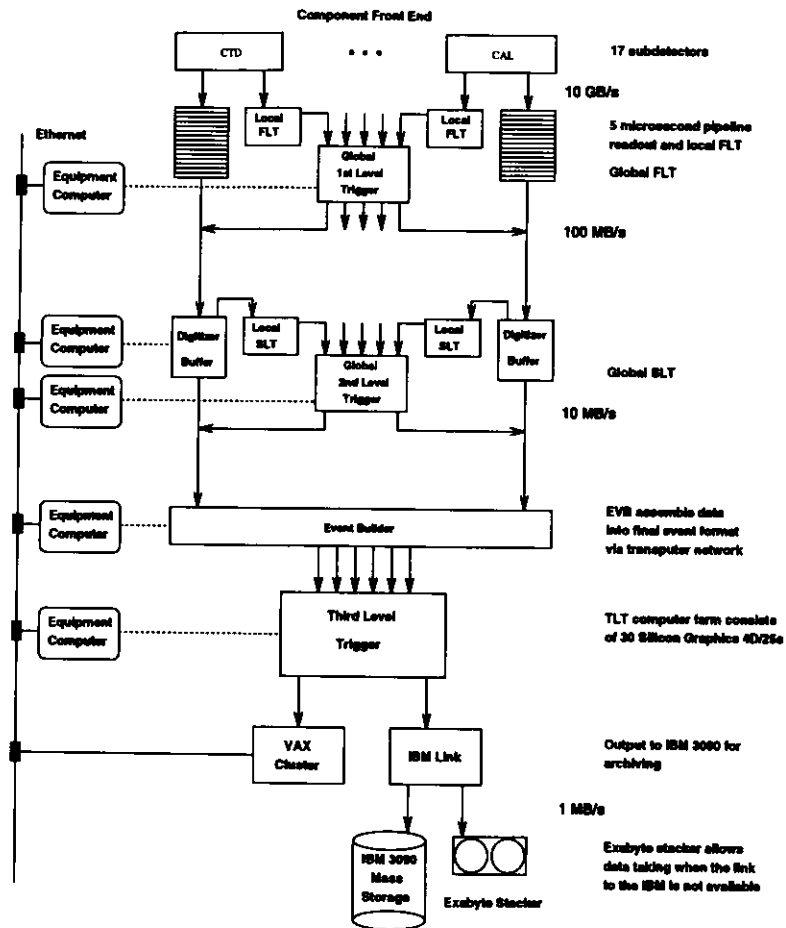 Component Front End
CTD
• • •
CAL
17 subdetectors
10 GB/s
Ethernet
Local
FLT
Local
FLT
5 microsecond pipeline
readout and local FLT
Global
1st Level
Trigger
Global FLT
Equipment
Computer
100 MB/s
Digitizer
Buffer
Local
SLT
Local
SLT
Digitizer
Buffer
Equipment
Computer
Global
2nd Level
Trigger
Global SLT
Equipment
Computer
10 MB/s
Equipment
Computer
Event Builder
EVB assemble data
into final event format
via transputer network
Equipment
Computer
Third Level
Trigger
TLT computer farm consists
of 30 Silicon Graphics 4D/25s
VAX
Cluster
IBM Link
Output to IBM 3090 for
archiving
1 MB/s
IBM 3090
Mass
Storage
Exabyte Stacker
Exabyte stacker allows
data taking when the link
to the IBM is not available